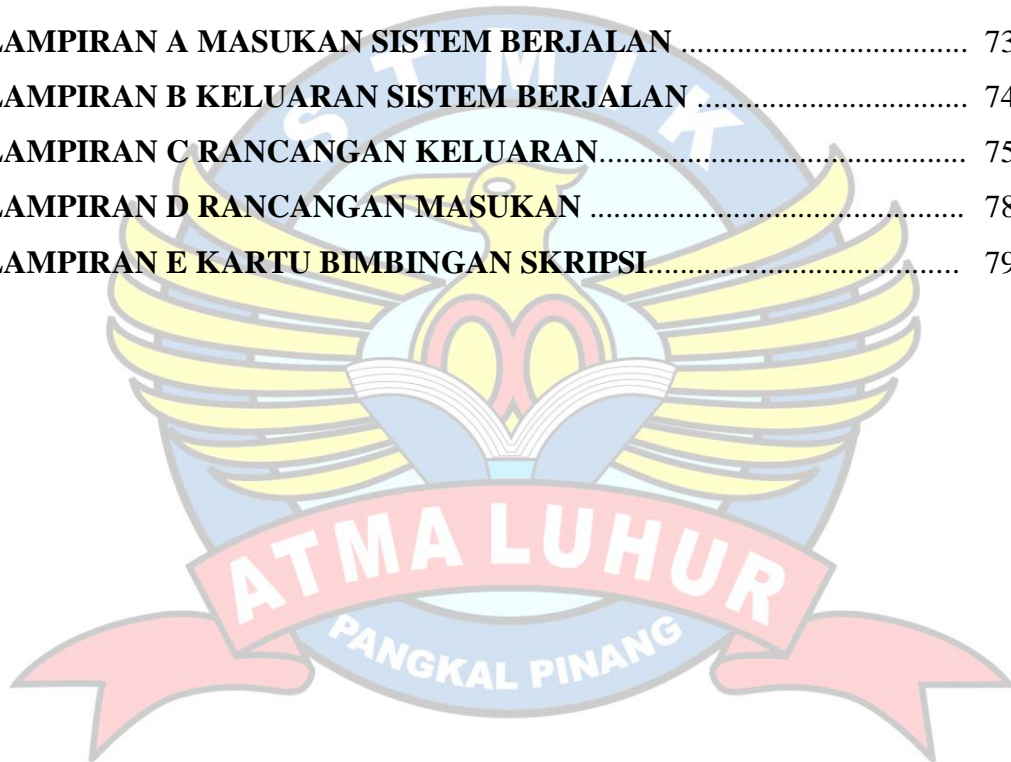 LAMPIRAN A MASUKAN SISTEM BERJALAN .................................. 73
LAMPIRAN B KELUARAN SISTEM BERJALAN ................................ 74
LAMPIRAN C RANCANGAN KELUARAN............................................ 75
LAMPIRAN D RANCANGAN MASUKAN ............................................. 78
LAMPIRAN E KARTU BIMBINGAN SKRIPSI..................................... 79
STMIK
ATMA LUHUR
PANGKAL PINANG